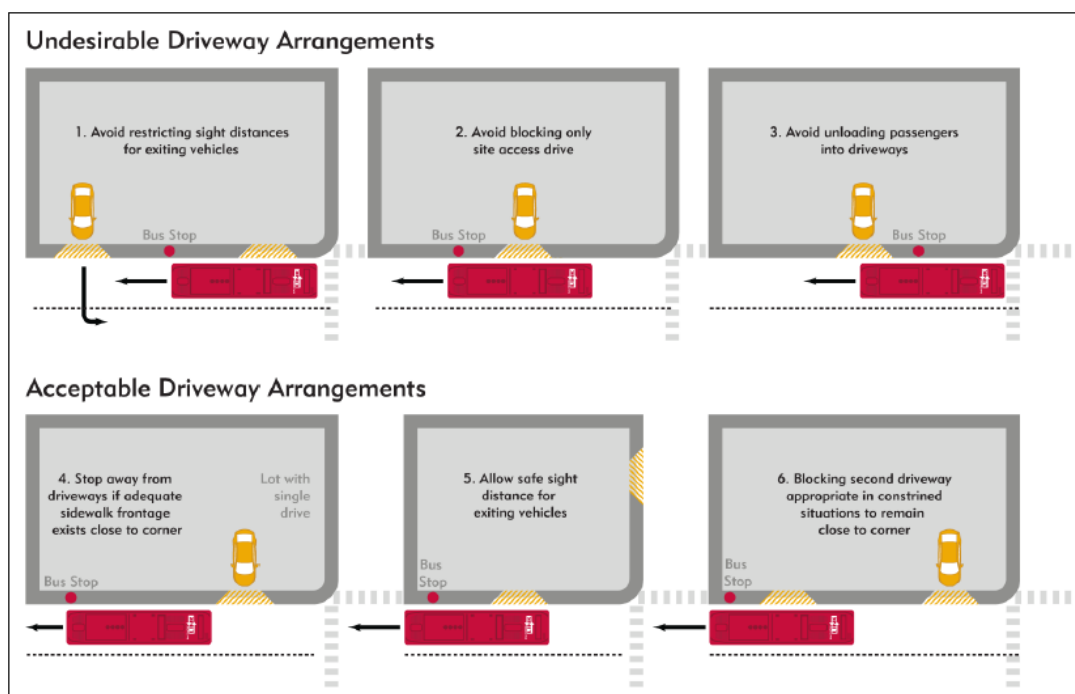 Undesirable Driveway Arrangements
1. Avoid restricting sight distances
for exiting vehicles
Bus Stop
2. Avoid blocking only
site access drive
Bus Stop
3. Avoid unloading passengers
into driveways
Bus Stop
Acceptable Driveway Arrangements
4. Stop away from
driveways if adequate
sidewalk frontage
exists close to corner
Lot with
single
drive
Bus Stop
5. Allow safe sight
distance for
exiting vehicles
Bus
Stop
6. Blocking second driveway
appropriate in constrined
situations to remain
close to corner
Bus
Stop